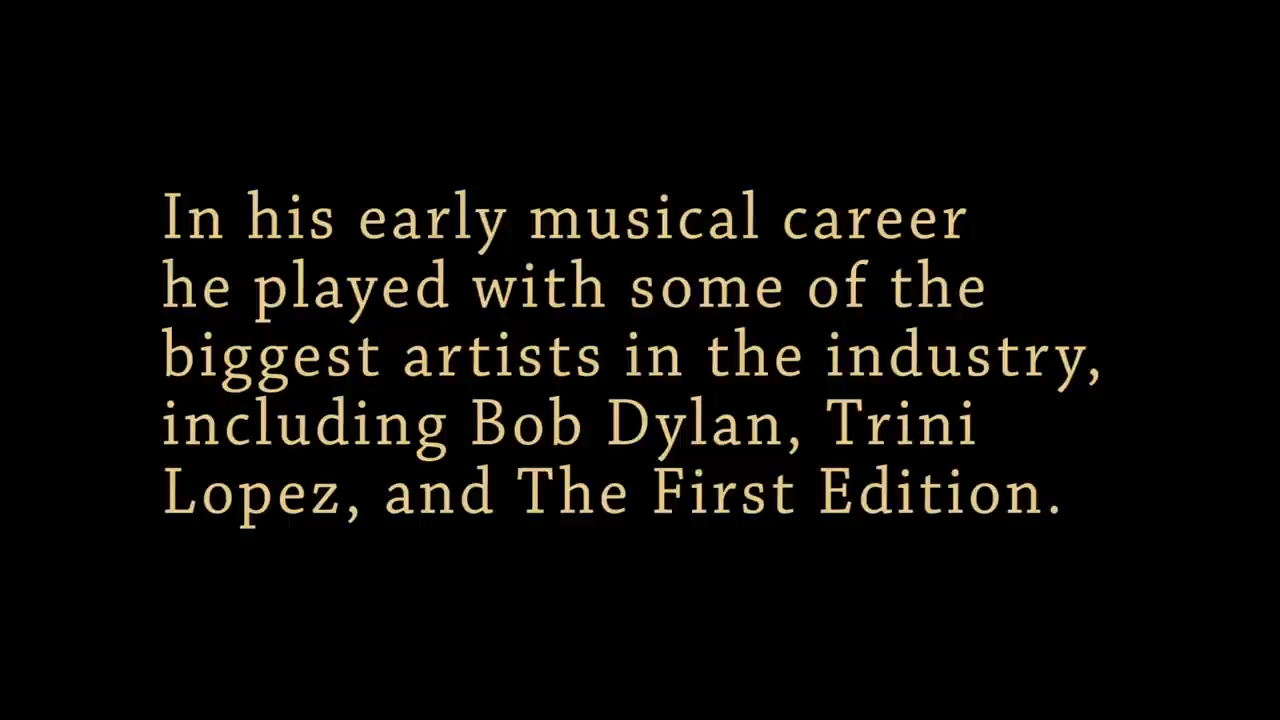 In his early musical career
he played with some of the
biggest artists in the industry,
including Bob Dylan, Trini
Lopez, and The First Edition.